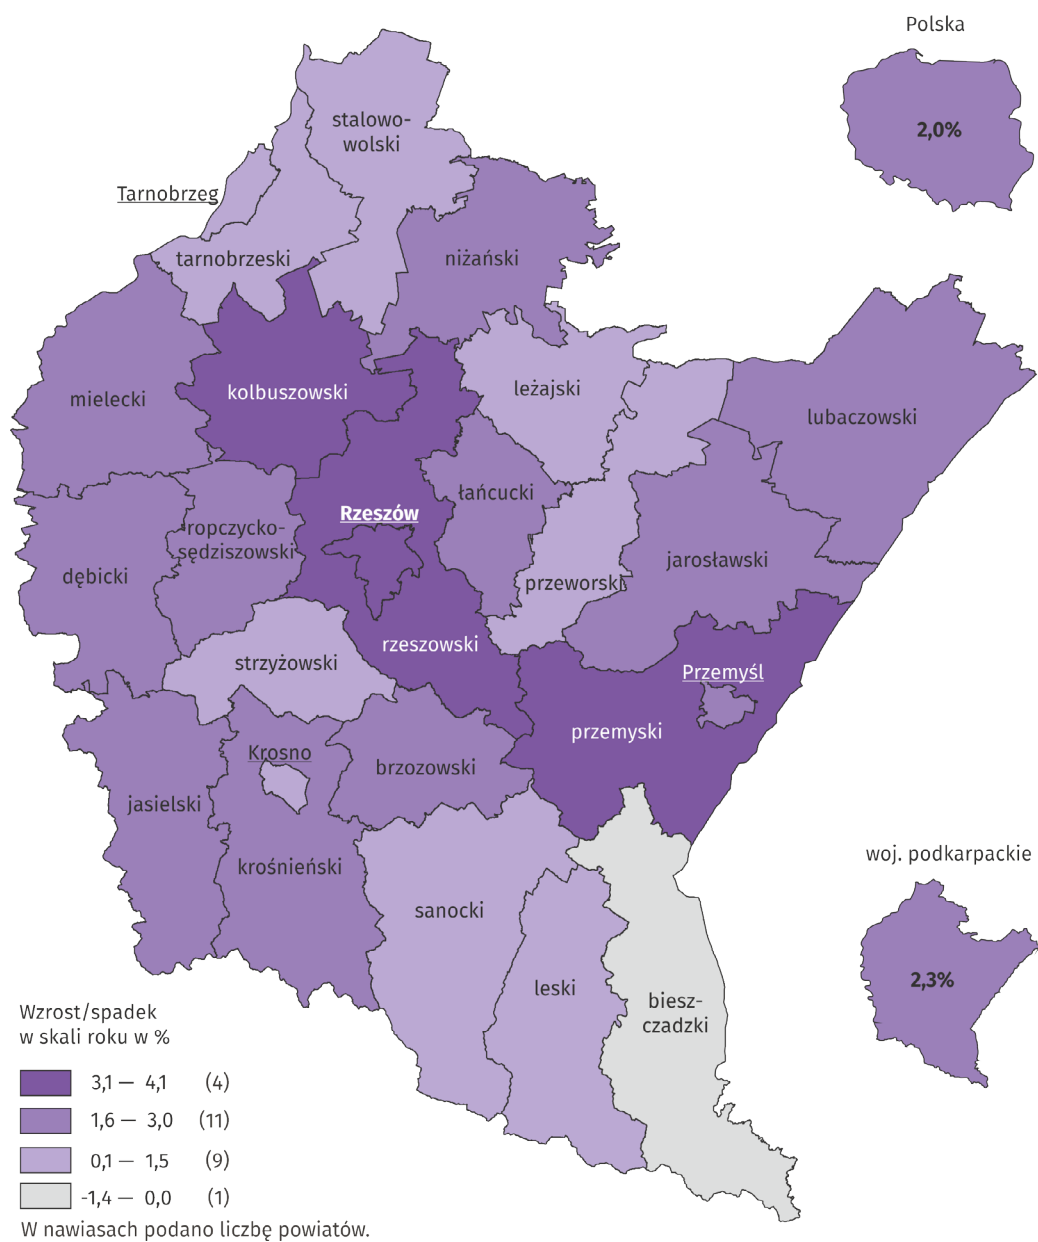 Polska
2,0%
stalowo-
wolski
Tarnobrzeg
tarnobrzeski
niżański
mielecki
kolbuszowski
leżajski
lubaczowski
łańcucki
Rzeszów
ropczycko-
sędziszowski
dębicki
przeworski
jarosławski
rzeszowski
strzyżowski
Przemyśl
przemyski
Krosno
brzozowski
jasielski
krośnieński
sanocki
leski
biesz-
czadzki
woj. podkarpackie
2,3%
Wzrost/spadek
w skali roku w %
3,1 — 4,1 (4)
1,6 — 3,0 (11)
0,1 — 1,5 (9)
-1,4 — 0,0 (1)
W nawiasach podano liczbę powiatów.